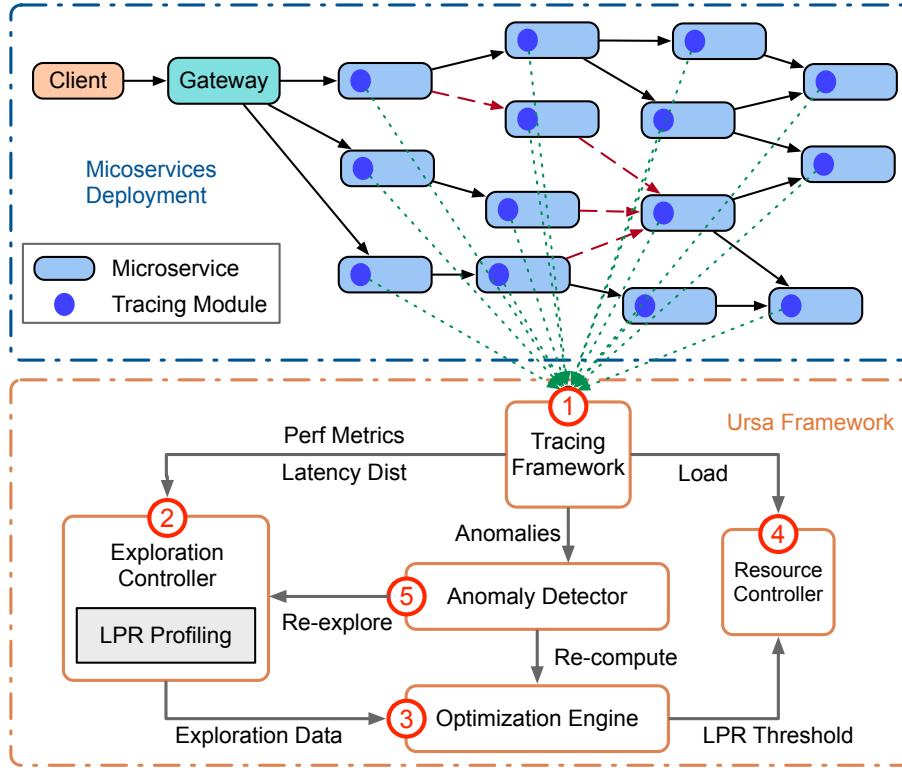 Client
Gateway
Micoservices
Deployment
Microservice
Tracing Module
Ursa Framework
1
Tracing
Framework
Perf Metrics
Latency Dist
Load
2
Exploration
Controller
LPR Profiling
Anomalies
4
Resource
Controller
5
Anomaly Detector
Re-explore
Re-compute
3
Optimization Engine
Exploration Data
LPR Threshold